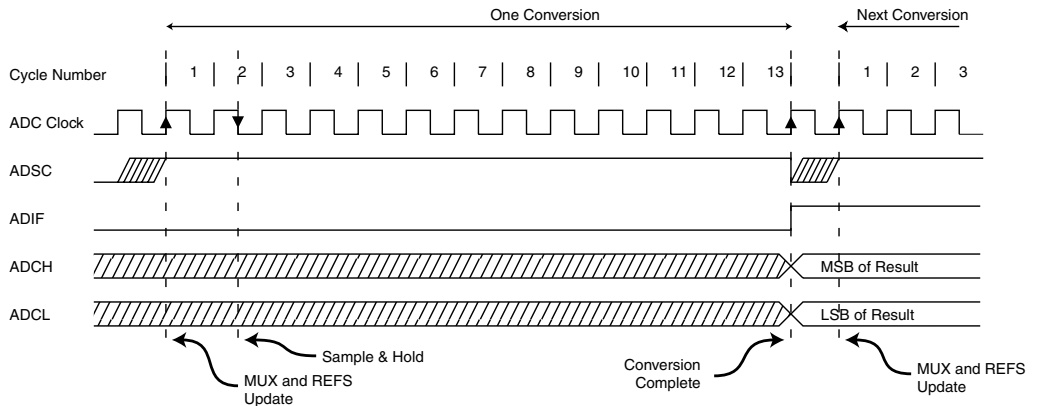 One Conversion
Next Conversion
Cycle Number
1 2 3 4 5 6 7 8 9 10 11 12 13 1 2 3
ADC Clock
ADSC
ADIF
ADCH
MSB of Result
ADCL
LSB of Result
Sample & Hold
MUX and REFS
Update
Conversion
Complete
MUX and REFS
Update